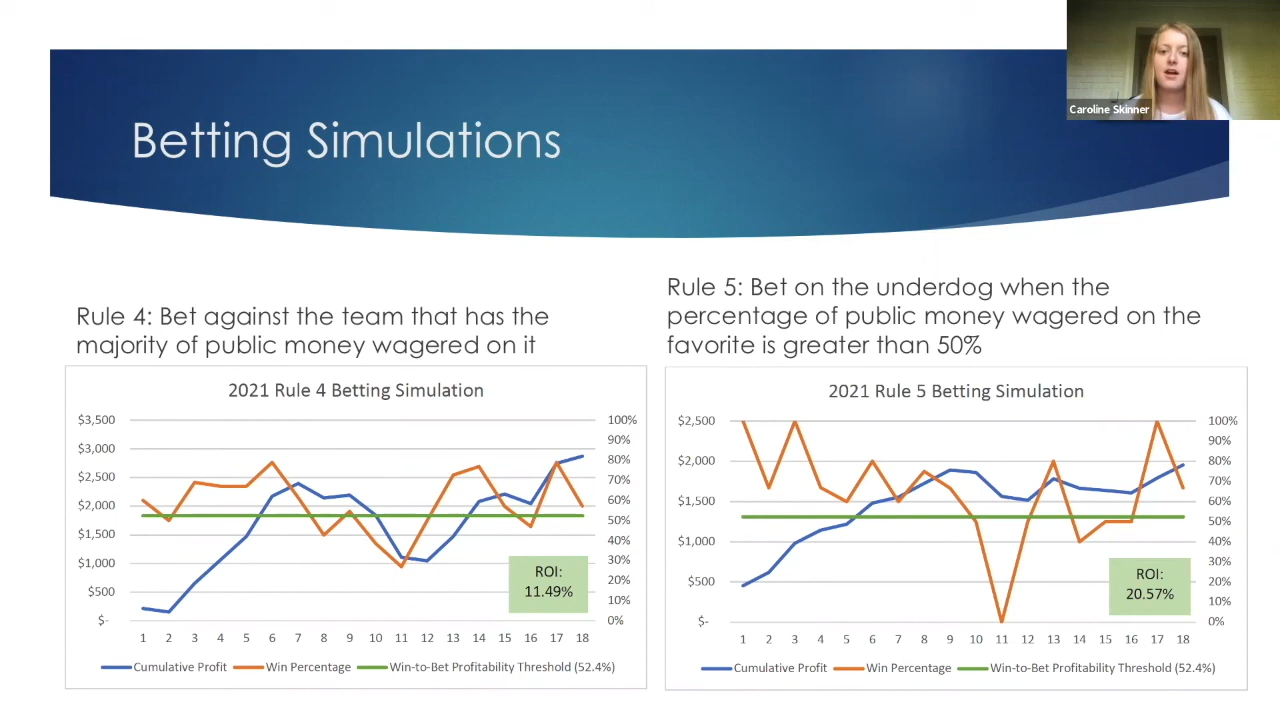 Caroline Skinner
Betting Simulations
Rule 4: Bet against the team that has the
majority of public money wagered on it
2021 Rule 4 Betting Simulation
$3,500
$3,000
$2,500
$2,000
$1,500
$1,000
$500
$-
100%
90%
80%
70%
60%
50%
40%
30%
20%
10%
0%
ROI:
11.49%
1 2 3 4 5 6 7 8 9 10 11 12 13 14 15 16 17 18
Cumulative Profit Win Percentage Win-to-Bet Profitability Threshold (52.4%)
Rule 5: Bet on the underdog when the
percentage of public money wagered on the
favorite is greater than 50%
2021 Rule 5 Betting Simulation
$2,500
$2,000
$1,500
$1,000
$500
$-
100%
90%
80%
70%
60%
50%
40%
30%
20%
10%
0%
ROI:
20.57%
1 2 3 4 5 6 7 8 9 10 11 12 13 14 15 16 17 18
Cumulative Profit Win Percentage Win-to-Bet Profitability Threshold (52.4%)